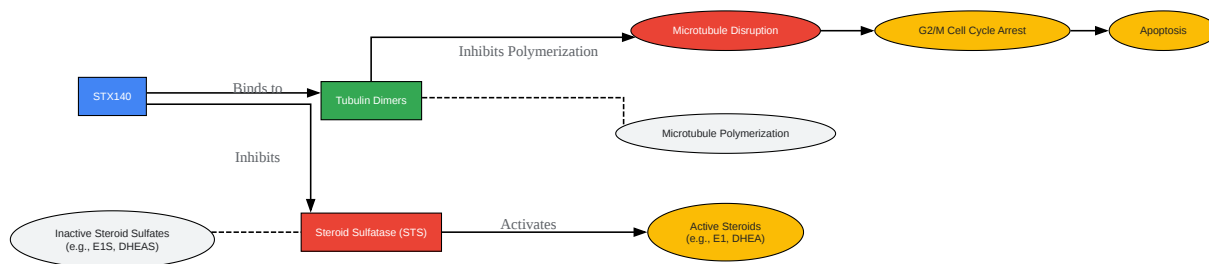 Microtubule Disruption
G2/M Cell Cycle Arrest
Apoptosis
Inhibits Polymerization
STX140
Binds to
Tubulin Dimers
Microtubule Polymerization
Inhibits
Inactive Steroid Sulfates
(e.g., E1S, DHEAS)
Steroid Sulfatase (STS)
Activates
Active Steroids
(e.g., E1, DHEA)